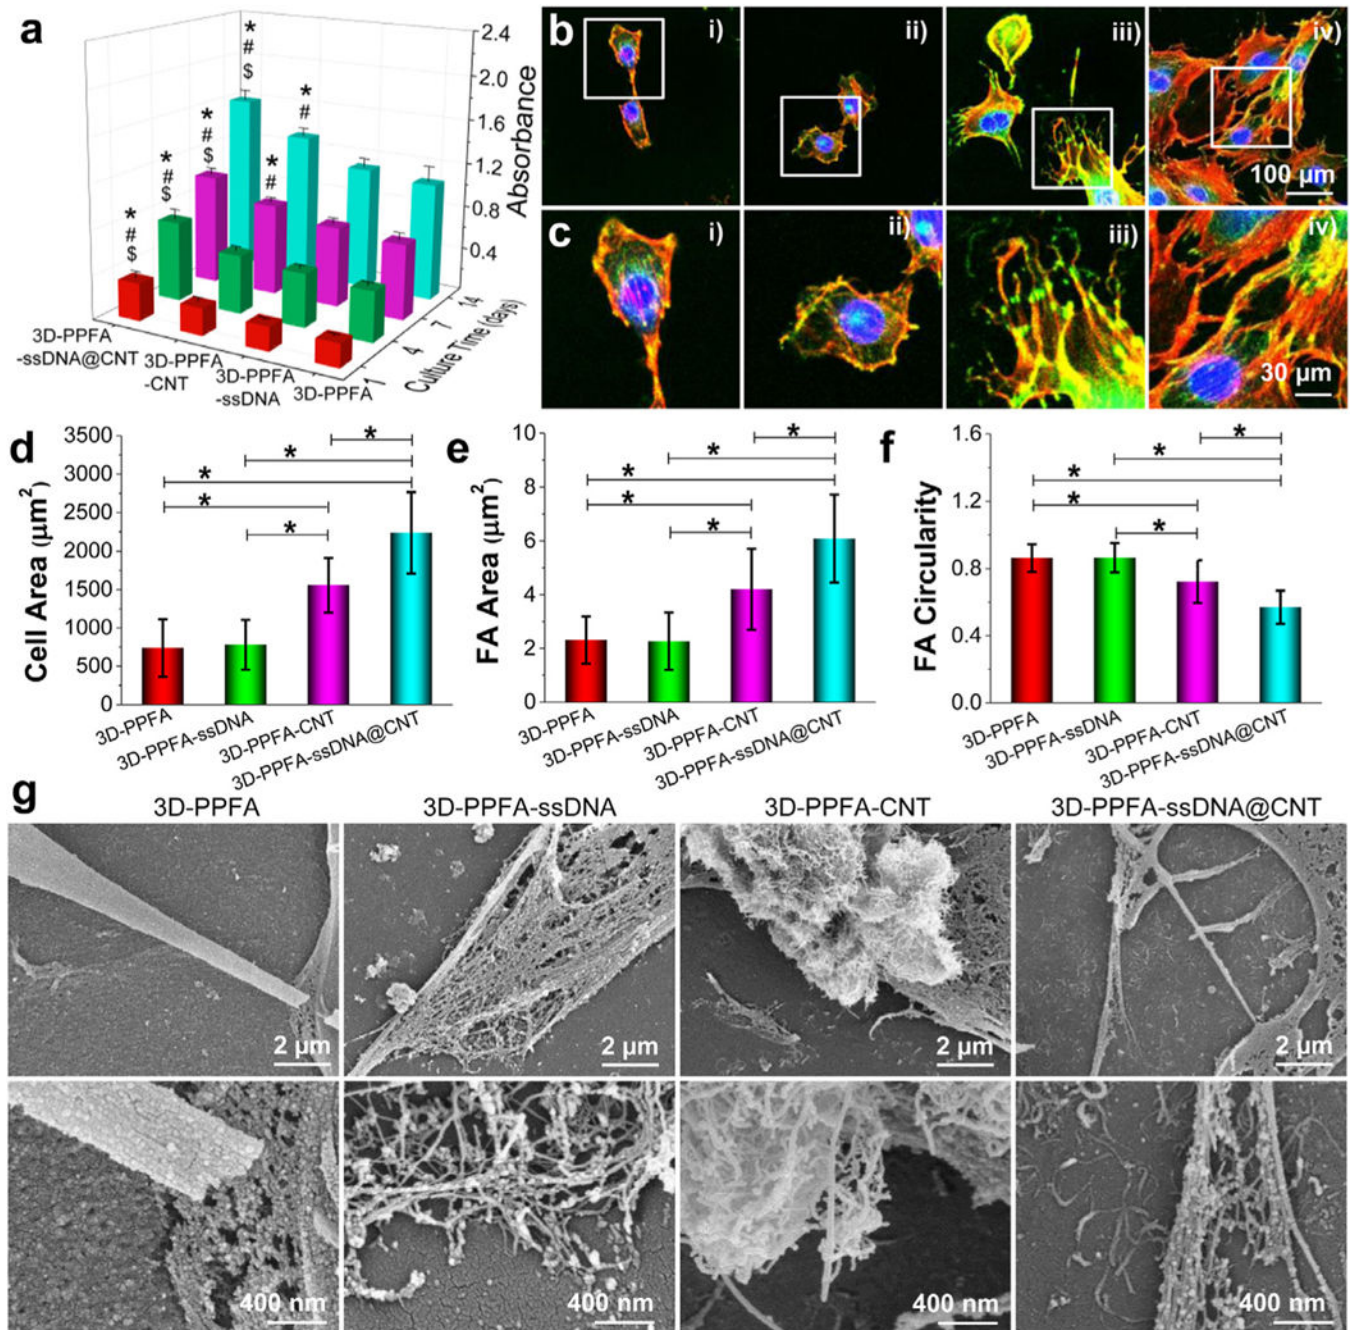 a
*
#
$
*
#
*
#
$
*
#
*
#
$
*
#
$
2.4
2.0
1.6
1.2
0.8
0.4
Absorbance
14
7
4
1
Culture Time (days)
3D-PPFA
-ssDNA@CNT
3D-PPFA
-CNT
3D-PPFA
-ssDNA
3D-PPFA
b
i)
ii)
iii)
iv)
100 µm
c
i)
ii)
iii)
iv)
30 µm
d
Cell Area (µm²)
3500
3000
2500
2000
1500
1000
500
0
*
*
*
*
*
3D-PPFA
3D-PPFA-ssDNA
3D-PPFA-CNT
3D-PPFA-ssDNA@CNT
e
FA Area (µm²)
10
8
6
4
2
0
*
*
*
*
*
3D-PPFA
3D-PPFA-ssDNA
3D-PPFA-CNT
3D-PPFA-ssDNA@CNT
f
FA Circularity
1.6
1.2
0.8
0.4
0.0
*
*
*
*
*
3D-PPFA
3D-PPFA-ssDNA
3D-PPFA-CNT
3D-PPFA-ssDNA@CNT
g
3D-PPFA 3D-PPFA-ssDNA 3D-PPFA-CNT 3D-PPFA-ssDNA@CNT
2 µm 2 µm 2 µm 2 µm
400 nm 400 nm 400 nm 400 nm